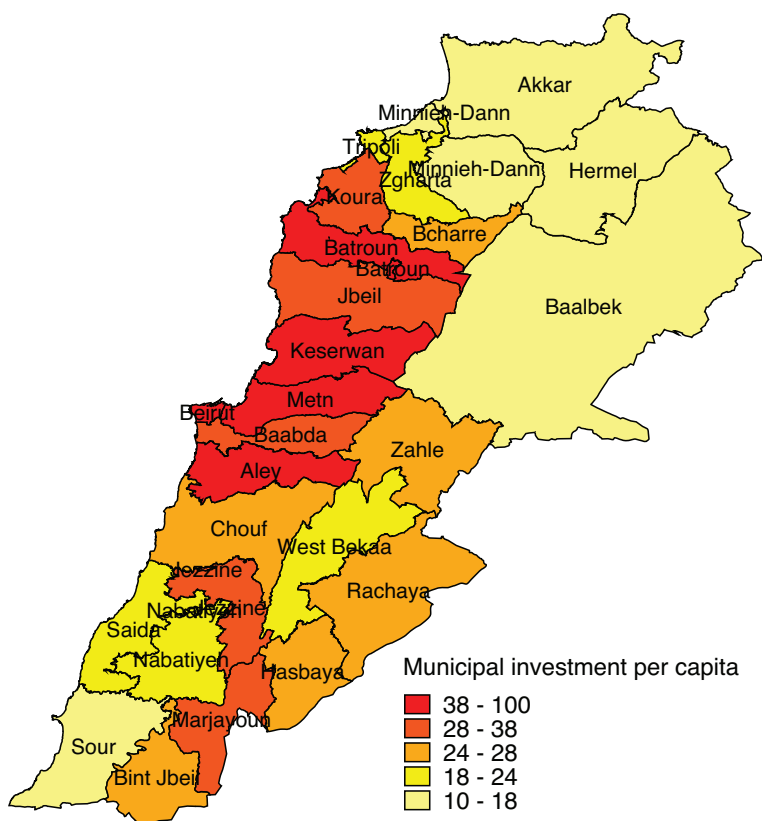 Akkar
Minnieh-Dann
Tripoli
Minnieh-Dann
Hermel
Zgharta
Koura
Bcharre
Batroun
Batroun
Jbeil
Baalbek
Keserwan
Metn
Beirut
Baabda
Zahle
Aley
Chouf
West Bekaa
Jezzine
Rachaya
Nabatiyeh
Jezzine
Saida
Nabatiyeh
Hasbaya
Municipal investment per capita
38 - 100
Marjayoun
28 - 38
Sour
24 - 28
Bint Jbeil
18 - 24
10 - 18